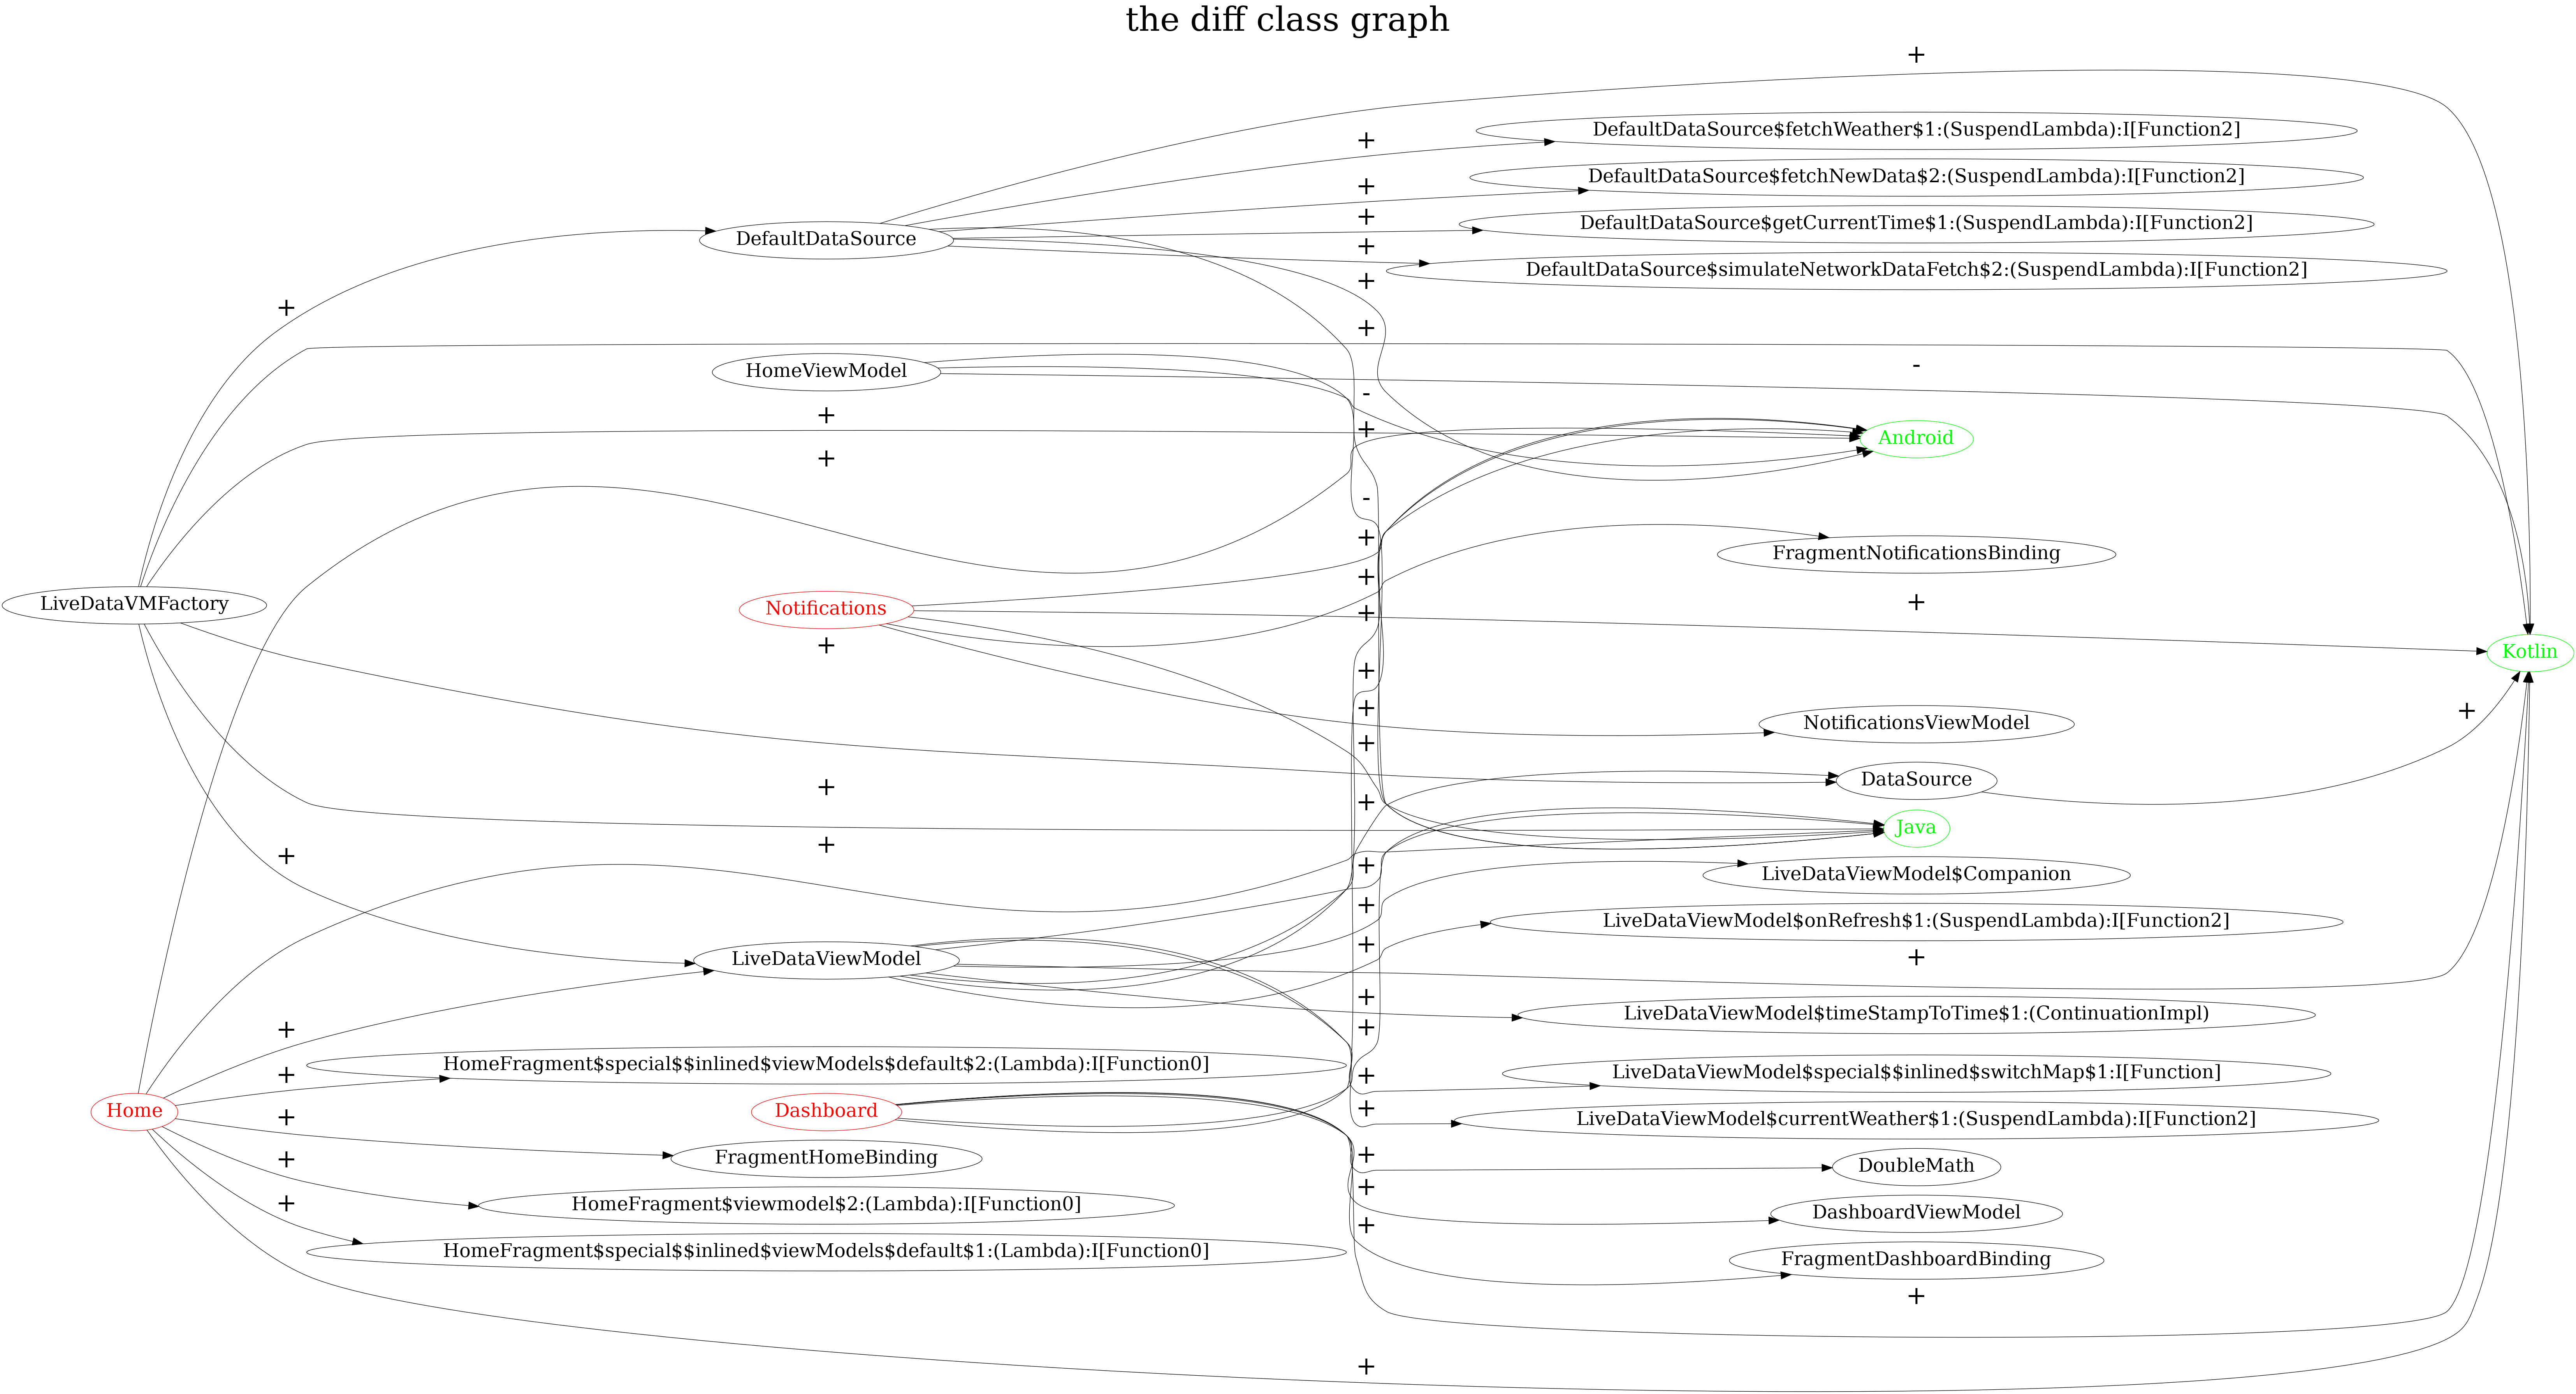 the diff class graph
+
DefaultDataSource$fetchWeather$1:(SuspendLambda):I[Function2]
+
DefaultDataSource$fetchNewData$2:(SuspendLambda):I[Function2]
+
+
DefaultDataSource$getCurrentTime$1:(SuspendLambda):I[Function2]
DefaultDataSource
+
DefaultDataSource$simulateNetworkDataFetch$2:(SuspendLambda):I[Function2]
+
+
+
-
HomeViewModel
-
+
+
Android
+
-
+
FragmentNotificationsBinding
+
+
LiveDataVMFactory
Notifications
+
+
Kotlin
+
+
+
NotificationsViewModel
+
DataSource
+
+
Java
+
+
+
LiveDataViewModel$Companion
+
LiveDataViewModel$onRefresh$1:(SuspendLambda):I[Function2]
+
+
LiveDataViewModel
+
LiveDataViewModel$timeStampToTime$1:(ContinuationImpl)
+
+
HomeFragment$special$$inlined$viewModels$default$2:(Lambda):I[Function0]
LiveDataViewModel$special$$inlined$switchMap$1:I[Function]
+
+
+
Home
Dashboard
+
LiveDataViewModel$currentWeather$1:(SuspendLambda):I[Function2]
+
FragmentHomeBinding
+
DoubleMath
+
+
HomeFragment$viewmodel$2:(Lambda):I[Function0]
DashboardViewModel
+
HomeFragment$special$$inlined$viewModels$default$1:(Lambda):I[Function0]
FragmentDashboardBinding
+
+